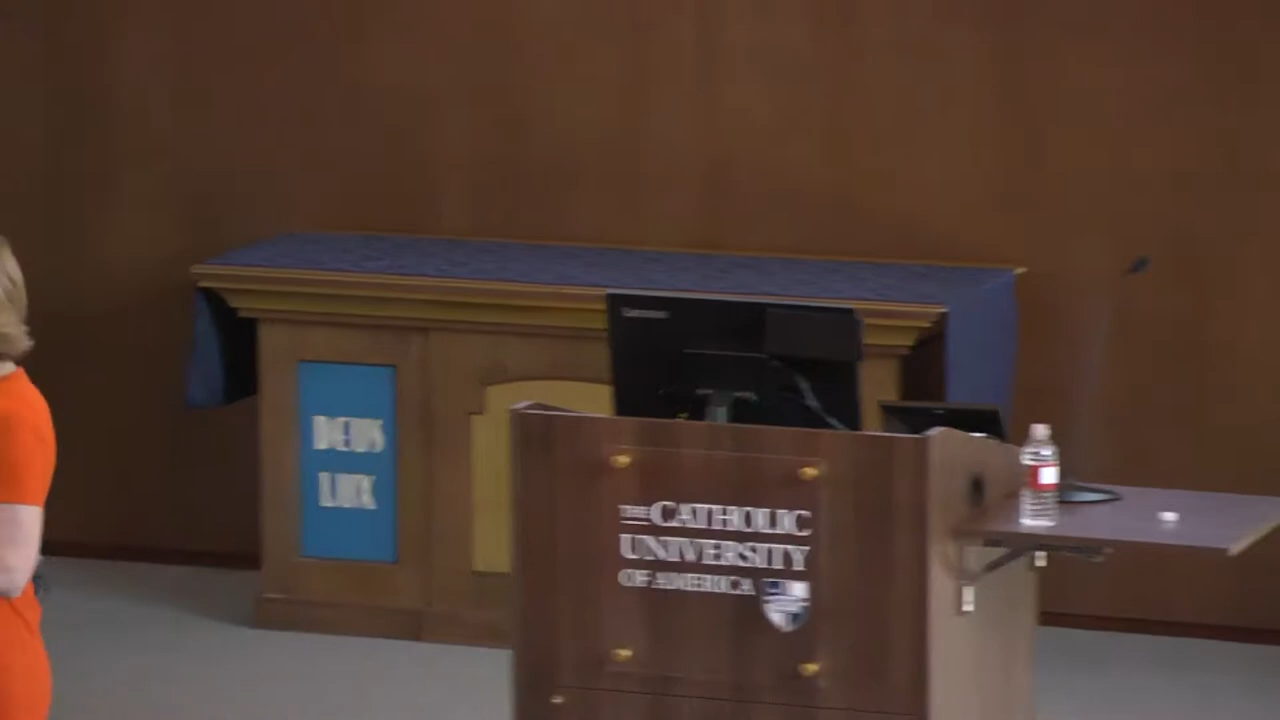 DEUS
LUX
THE CATHOLIC
UNIVERSITY
OF AMERICA